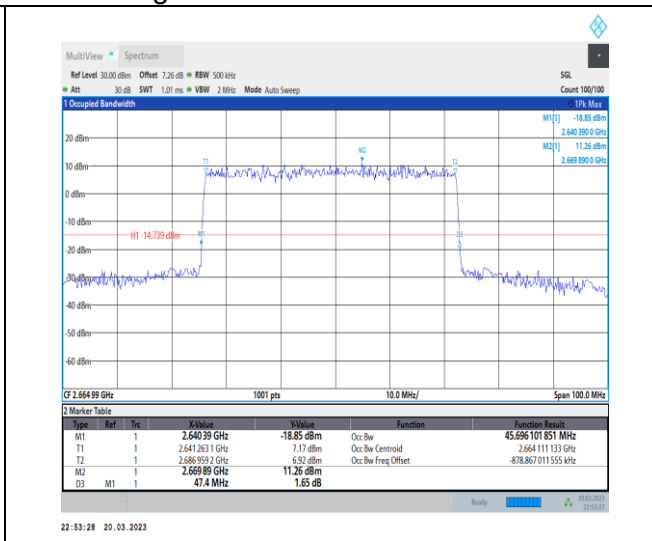 MultiView Spectrum
Ref Level 30.00 dBm Offset 7.26 dB RBW 500 kHz SGL
Att 30 dB SWT 1.01 ms VBW 2 MHz Mode Auto Sweep Count 100/100
1 Occupied Bandwidth 1Pk Max
M1[1] -18.85 dBm
2.640 390 0 GHz
M2[1] 11.26 dBm
2.669 890 0 GHz
20 dBm
M2
T1 T2
10 dBm
0 dBm
-10 dBm
H1 -14.739 dBm M1 D3
-20 dBm
-30 dBm
-40 dBm
-50 dBm
-60 dBm
CF 2.664 99 GHz 1001 pts 10.0 MHz/ Span 100.0 MHz
2 Marker Table
Type Ref Trc X-Value Y-Value Function Function Result
M1 1 2.640 39 GHz -18.85 dBm Occ Bw 45.696 101 851 MHz
T1 1 2.641 263 1 GHz 7.17 dBm Occ Bw Centroid 2.664 111 133 GHz
T2 1 2.686 959 2 GHz 6.92 dBm Occ Bw Freq Offset -878.867 011 555 kHz
M2 1 2.669 89 GHz 11.26 dBm
D3 M1 1 47.4 MHz 1.65 dB
Ready 20.03.2023
22:53:27
22:53:28 20.03.2023